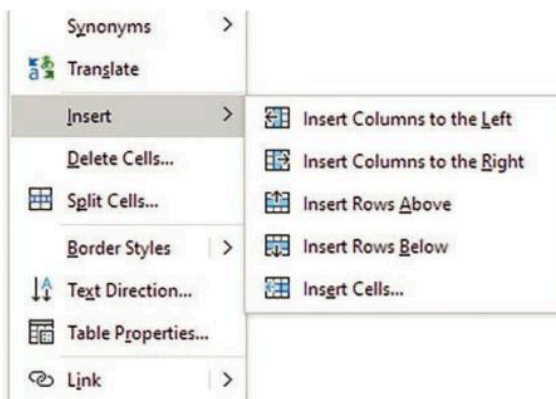 Synonyms
Translate
Insert
Delete Cells...
Split Cells...
Border Styles
Text Direction...
Table Properties...
Link
Insert Columns to the Left
Insert Columns to the Right
Insert Rows Above
Insert Rows Below
Insert Cells...